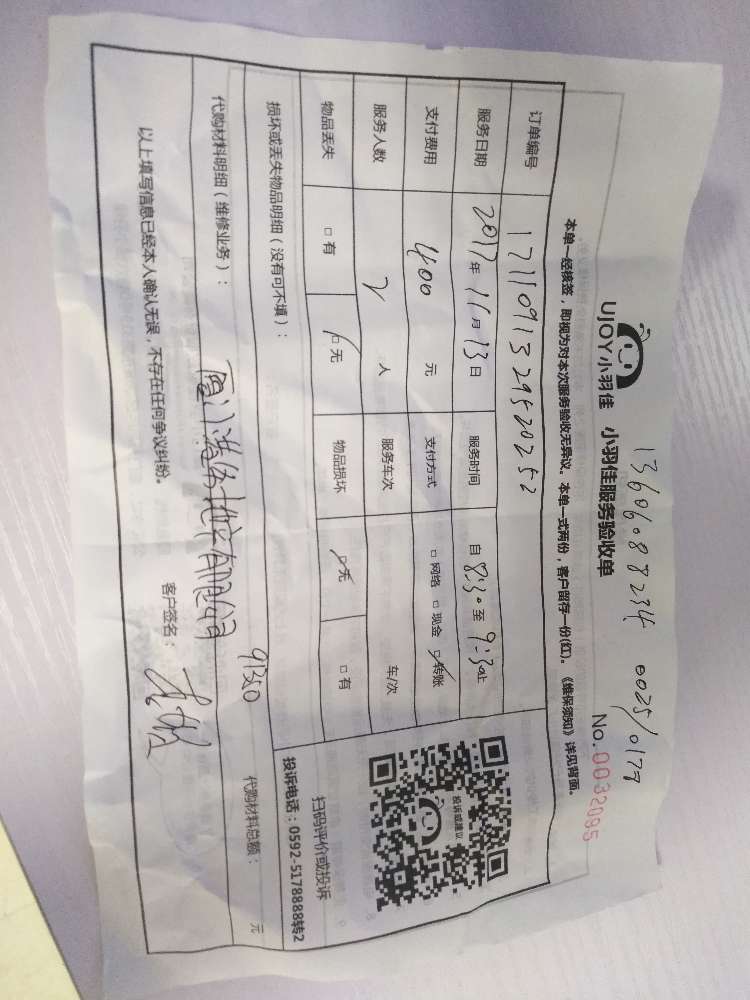 13606088234 0025/0179
UJOY小羽佳 小羽佳服务验收单
No.0032095
本单一经核签，即视为对本次服务验收无异议。本单一式两份，客户留存一份(红)。《维保须知》详见背面。
订单编号 1711091329520252
服务日期 2017年11月13日 服务时间 自8:30至9:30止
支付费用 400 元 支付方式 □网络 □现金 ☑转账
服务人数 2 人 服务车次 车/次
物品丢失 □有 ☑无 物品损坏 ☑无 □有
投诉或建议
扫码评价或投诉
投诉电话：0592-5178888转2
损坏或丢失物品明细（没有可不填）：
代购材料明细（维修业务）：
代购材料总额： 元
以上填写信息已经本人确认无误，不存在任何争议纠纷。
客户签名：